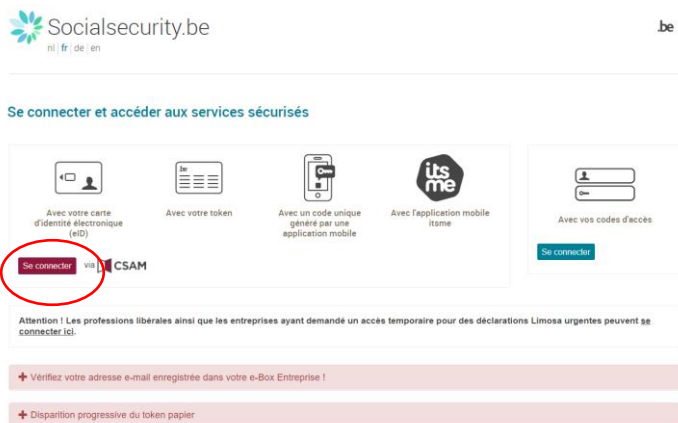 Socialsecurity.be
.be
nl | fr | de | en
Se connecter et accéder aux services sécurisés
Avec votre carte
d'identité électronique
(eID)
Avec votre token
Avec un code unique
généré par une
application mobile
its
me
Avec l'application mobile
itsme
Avec vos codes d'accès
Se connecter
via CSAM
Se connecter
Attention ! Les professions libérales ainsi que les entreprises ayant demandé un accès temporaire pour des déclarations Limosa urgentes peuvent se
connecter ici.
+ Vérifiez votre adresse e-mail enregistrée dans votre e-Box Entreprise !
+ Disparition progressive du token papier